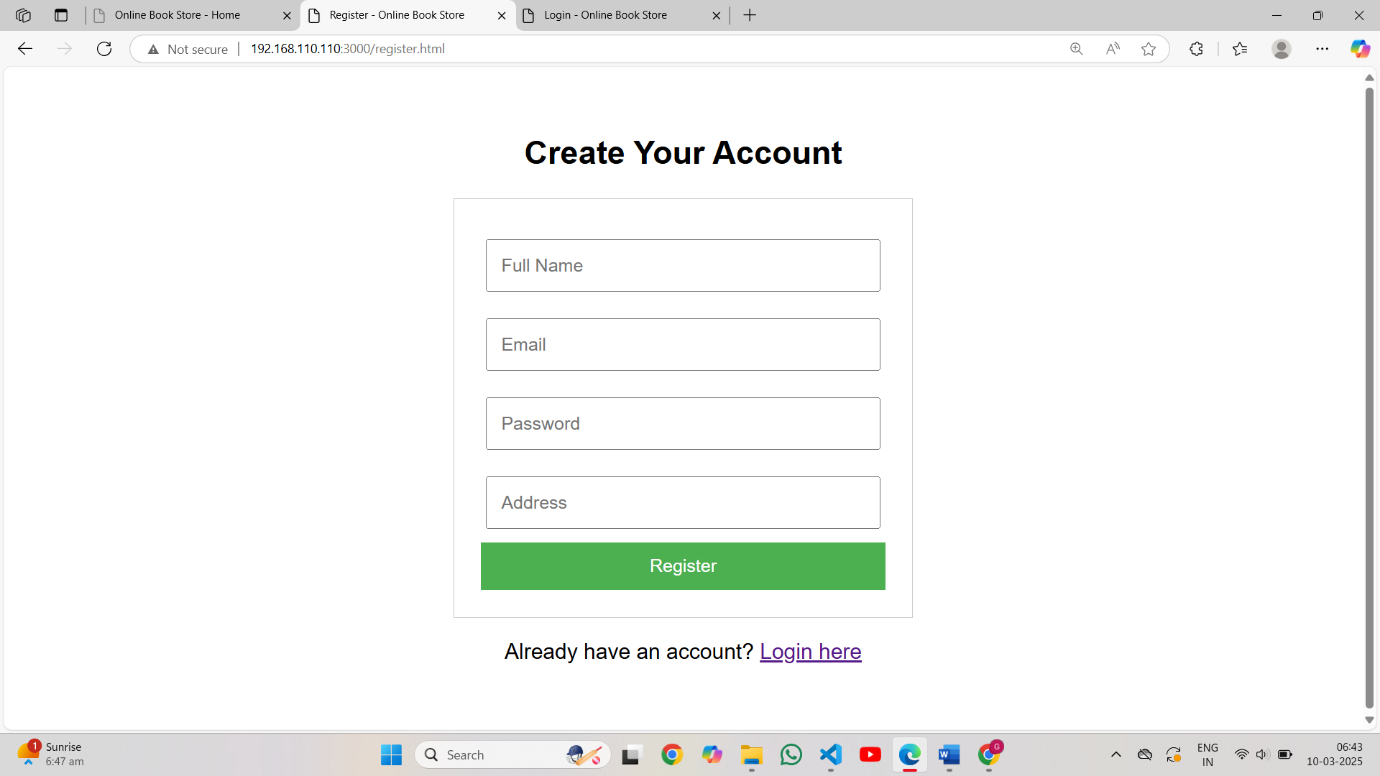 Online Book Store - Home
Register - Online Book Store
Login - Online Book Store
Not secure
192.168.110.110:3000/register.html
Create Your Account
Full Name
Email
Password
Address
Register
Already have an account? Login here
1
Sunrise
6:47 am
Search
W
G
ENG
IN
06:43
10-03-2025